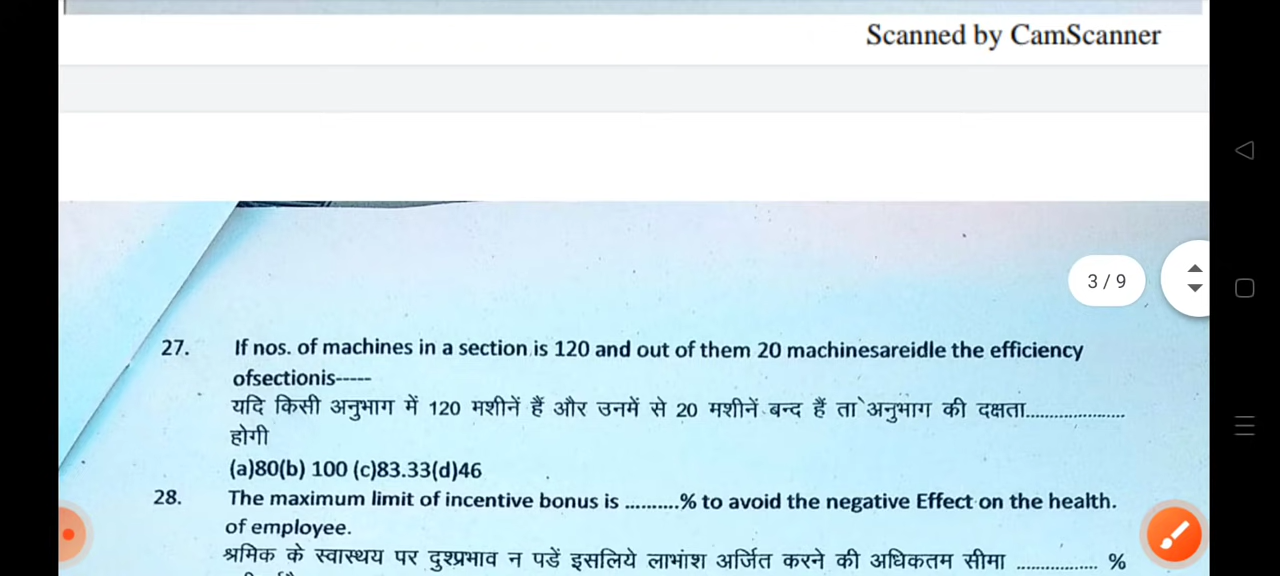 Scanned by CamScanner
3 / 9
27. If nos. of machines in a section is 120 and out of them 20 machinesareidle the efficiency
ofsectionis-----
यदि किसी अनुभाग में 120 मशीनें हैं और उनमें से 20 मशीनें बन्द हैं ता`अनुभाग की दक्षता.....................
होगी
(a)80(b) 100 (c)83.33(d)46
28. The maximum limit of incentive bonus is ..........% to avoid the negative Effect on the health.
of employee.
श्रमिक के स्वास्थय पर दुश्प्रभाव न पडें इसलिये लाभांश अर्जित करने की अधिकतम सीमा ................. %